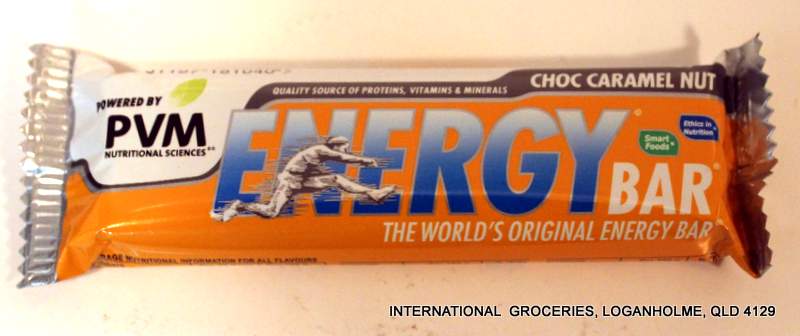 POWERED BY
PVM
NUTRITIONAL SCIENCES
QUALITY SOURCE OF PROTEINS, VITAMINS & MINERALS
CHOC CARAMEL NUT
ENERGY
BAR
Smart Foods
Ethics in Nutrition
THE WORLD'S ORIGINAL ENERGY BAR
RAGE NUTRITIONAL INFORMATION FOR ALL FLAVOURS
INTERNATIONAL GROCERIES, LOGANHOLME, QLD 4129